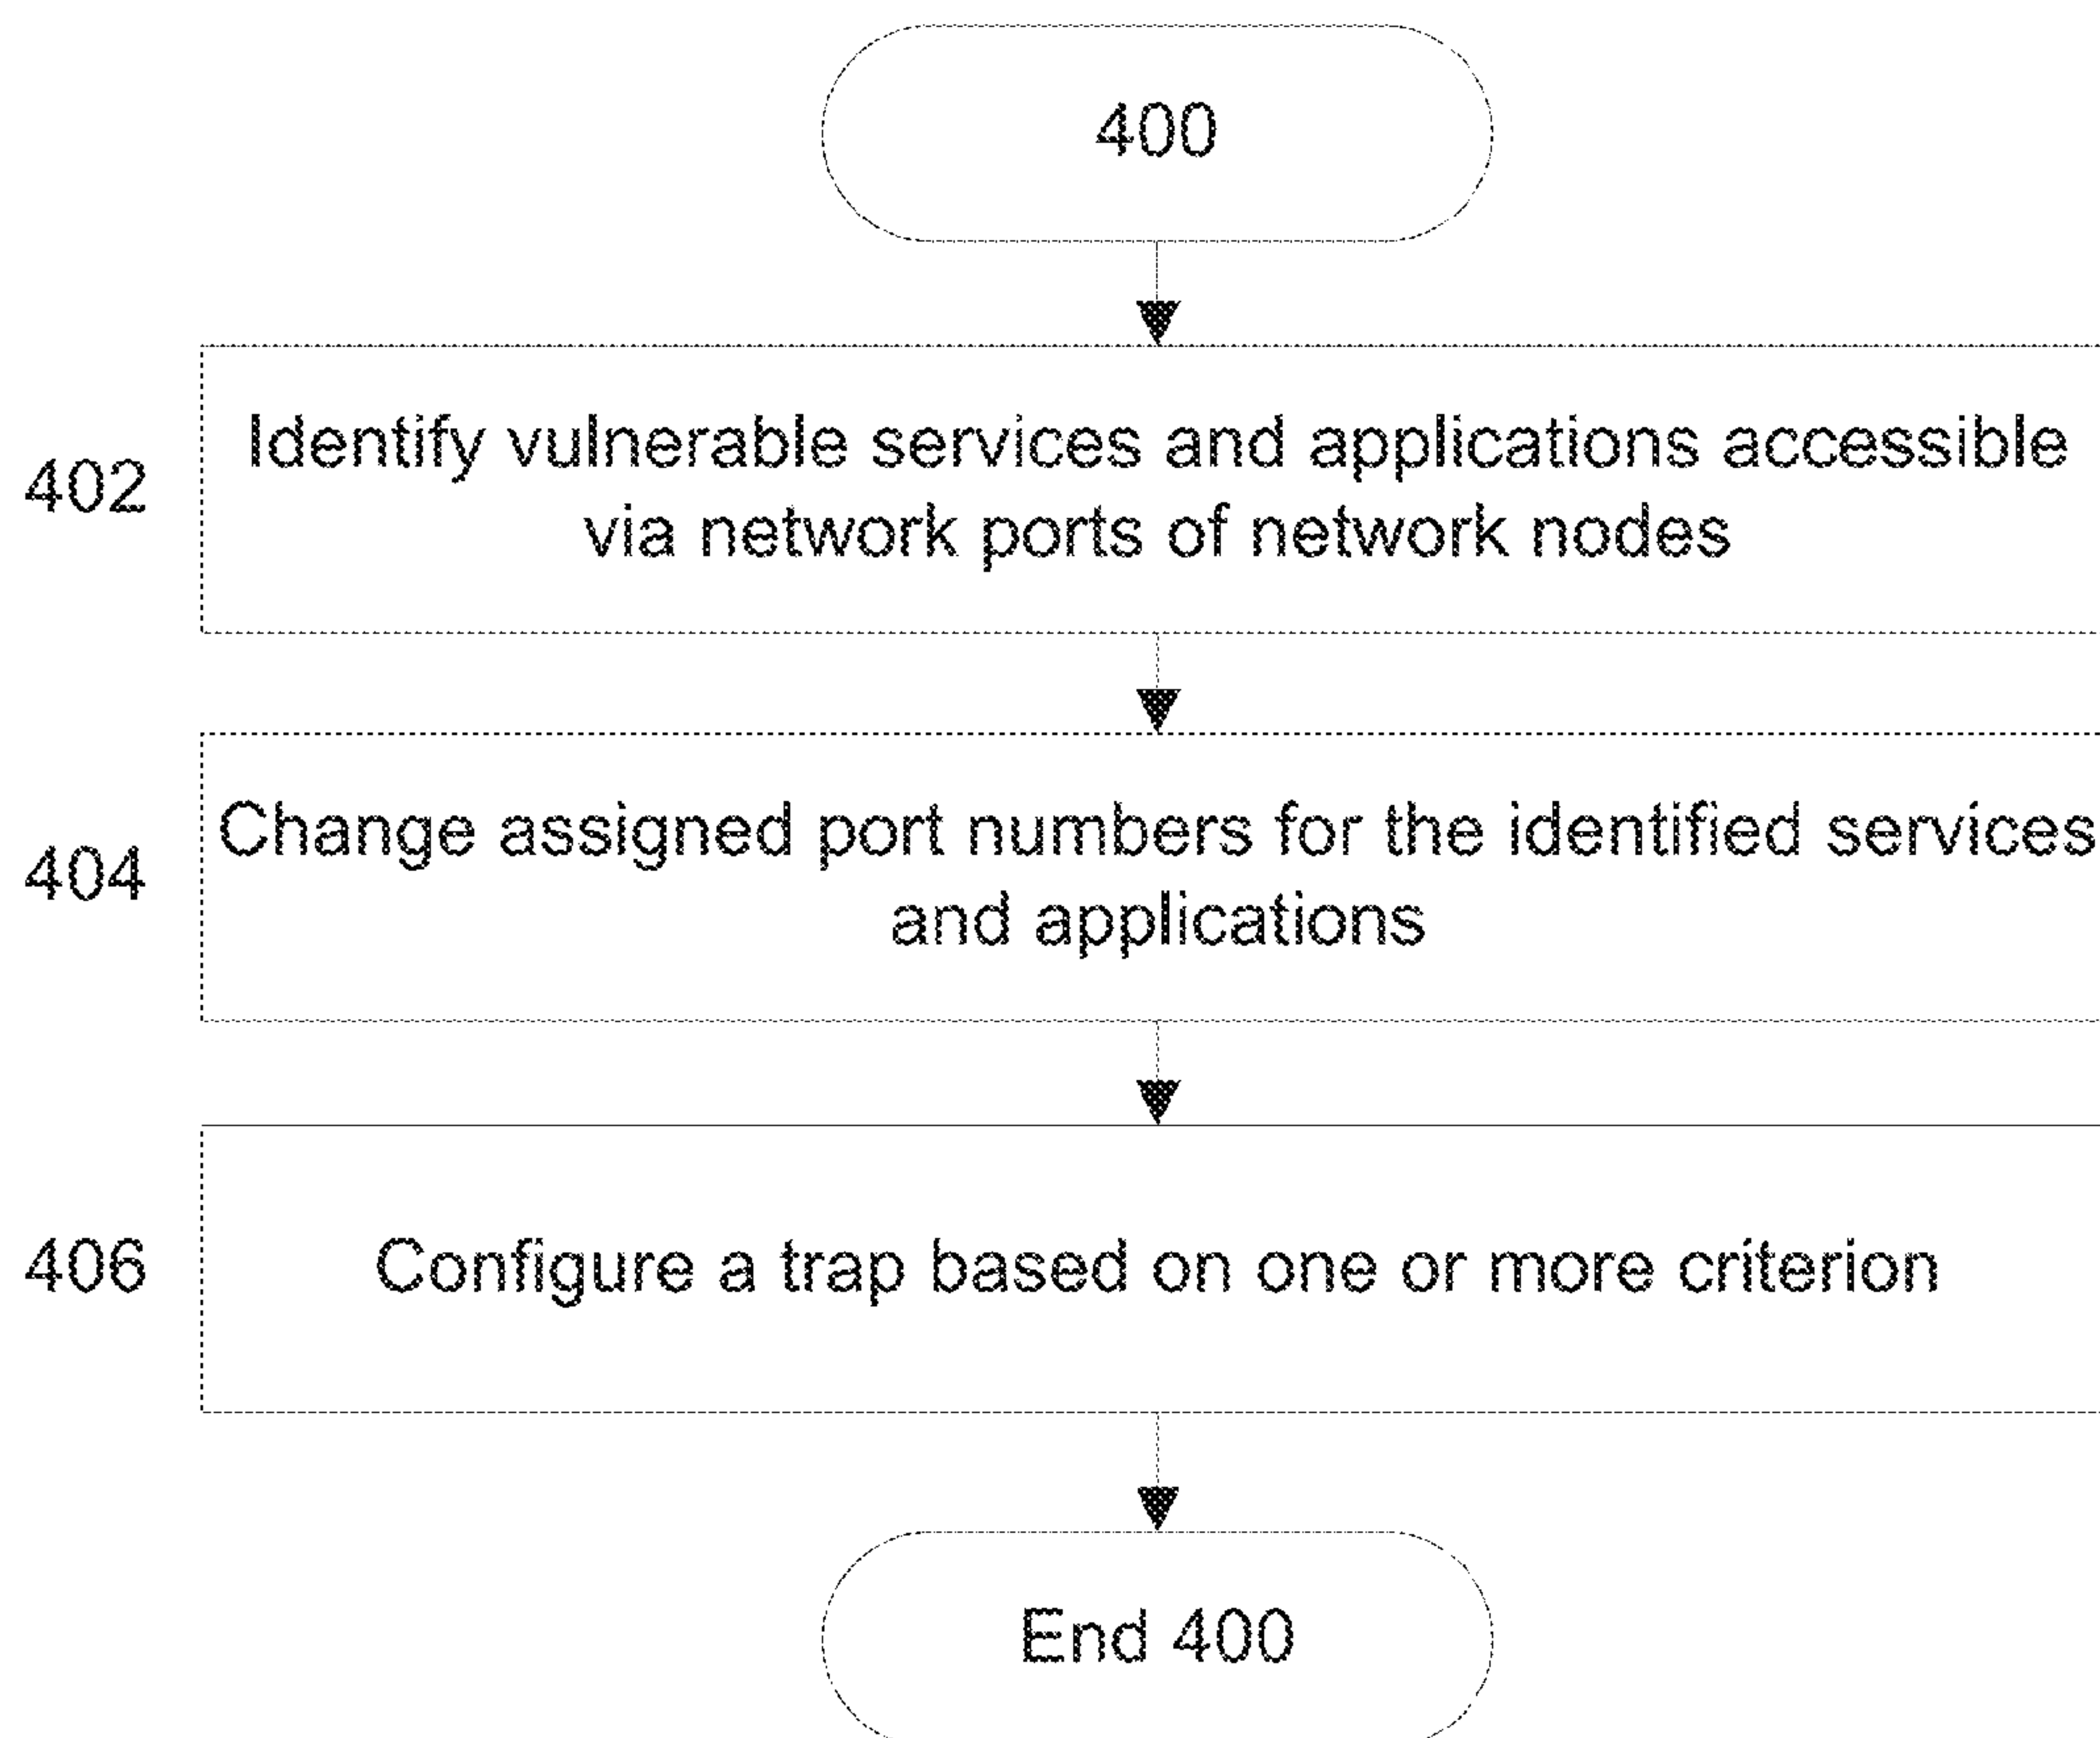 400
402
Identify vulnerable services and applications accessible
via network ports of network nodes
404
Change assigned port numbers for the identified services
and applications
406
Configure a trap based on one or more criterion
End 400